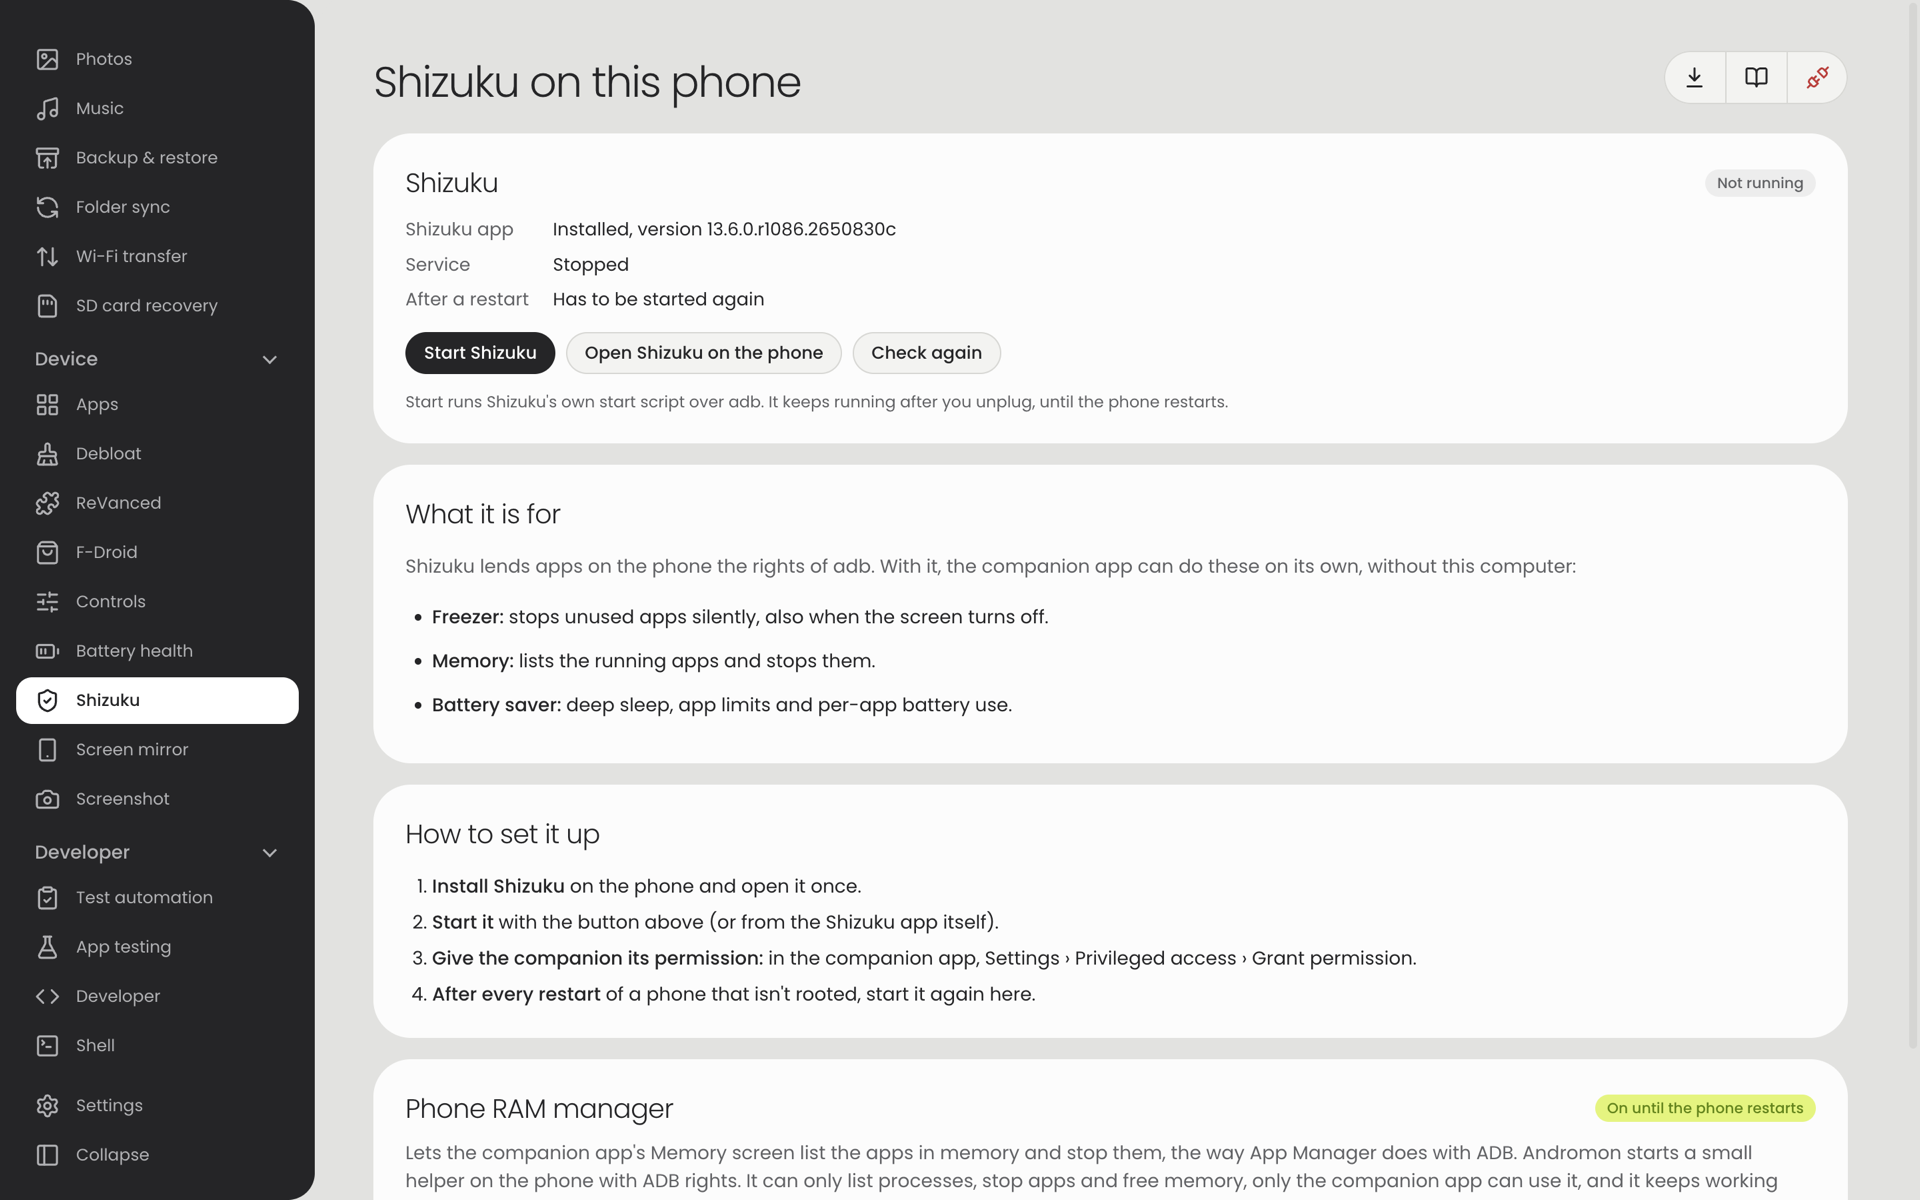 Photos
Music
Backup & restore
Folder sync
Wi-Fi transfer
SD card recovery
Device
Apps
Debloat
ReVanced
F-Droid
Controls
Battery health
Shizuku
Screen mirror
Screenshot
Developer
Test automation
App testing
Developer
Shell
Settings
Collapse
Shizuku on this phone
Shizuku
Not running
Shizuku app Installed, version 13.6.0.r1086.2650830c
Service Stopped
After a restart Has to be started again
Start Shizuku Open Shizuku on the phone Check again
Start runs Shizuku's own start script over adb. It keeps running after you unplug, until the phone restarts.
What it is for
Shizuku lends apps on the phone the rights of adb. With it, the companion app can do these on its own, without this computer:
• Freezer: stops unused apps silently, also when the screen turns off.
• Memory: lists the running apps and stops them.
• Battery saver: deep sleep, app limits and per-app battery use.
How to set it up
1. Install Shizuku on the phone and open it once.
2. Start it with the button above (or from the Shizuku app itself).
3. Give the companion its permission: in the companion app, Settings › Privileged access › Grant permission.
4. After every restart of a phone that isn't rooted, start it again here.
Phone RAM manager
On until the phone restarts
Lets the companion app's Memory screen list the apps in memory and stop them, the way App Manager does with ADB. Andromon starts a small
helper on the phone with ADB rights. It can only list processes, stop apps and free memory, only the companion app can use it, and it keeps working